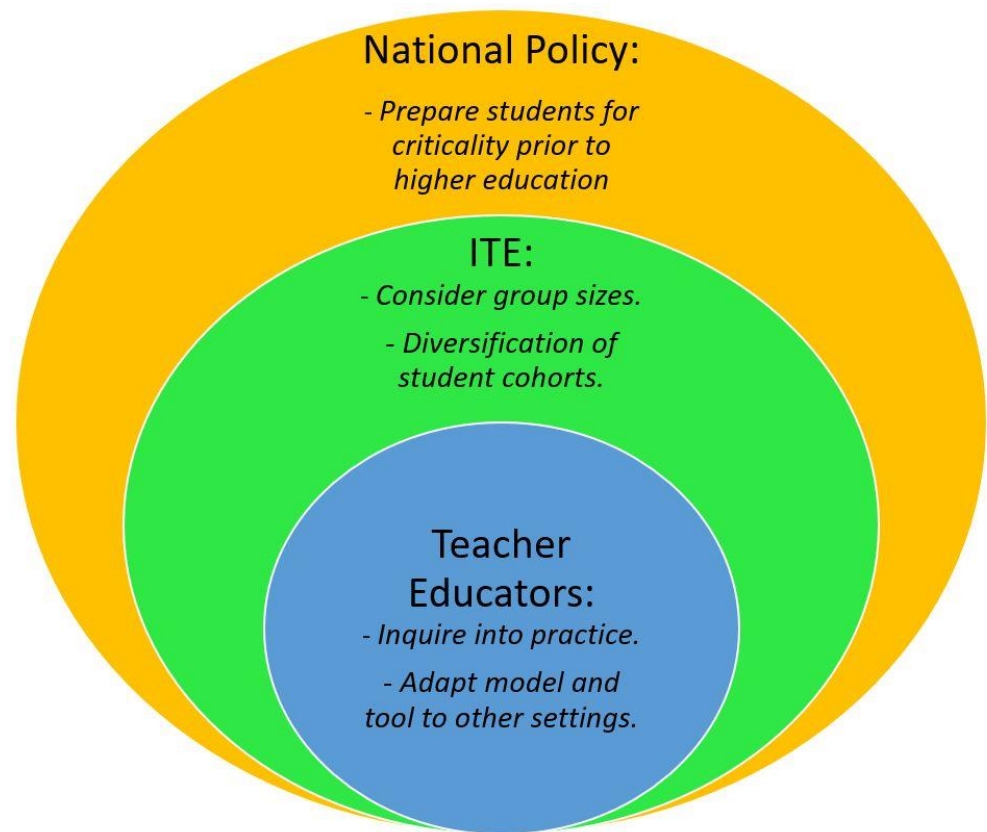 National Policy:
- Prepare students for
criticality prior to
higher education
ITE:
- Consider group sizes.
- Diversification of
student cohorts.
Teacher
Educators:
- Inquire into practice.
- Adapt model and
tool to other settings.